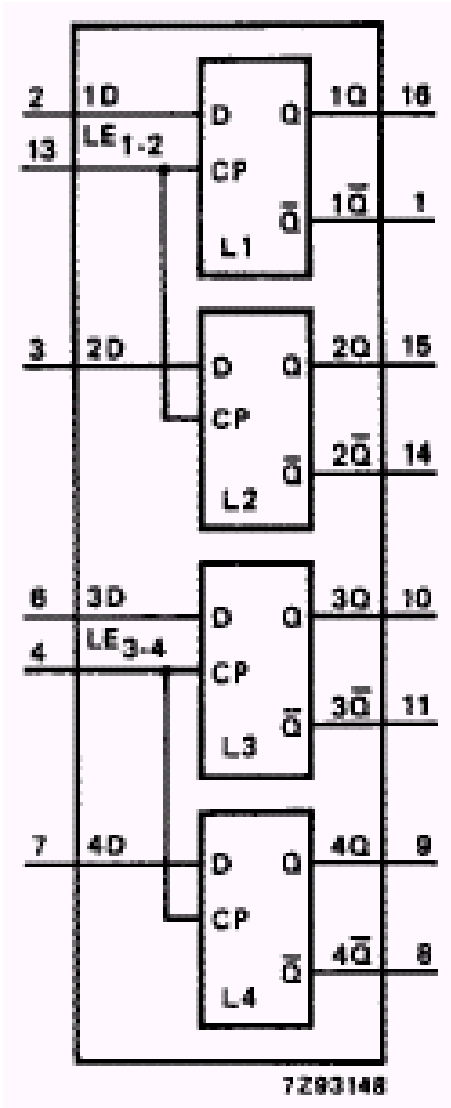 2 1D D Q 1Q 16
13 LE1-2 CP
Q̅ 1Q̅ 1
L1
3 2D D Q 2Q 15
CP
Q̅ 2Q̅ 14
L2
6 3D D Q 3Q 10
4 LE3-4 CP
Q̅ 3Q̅ 11
L3
7 4D D Q 4Q 9
CP
Q̅ 4Q̅ 8
L4
7Z93148